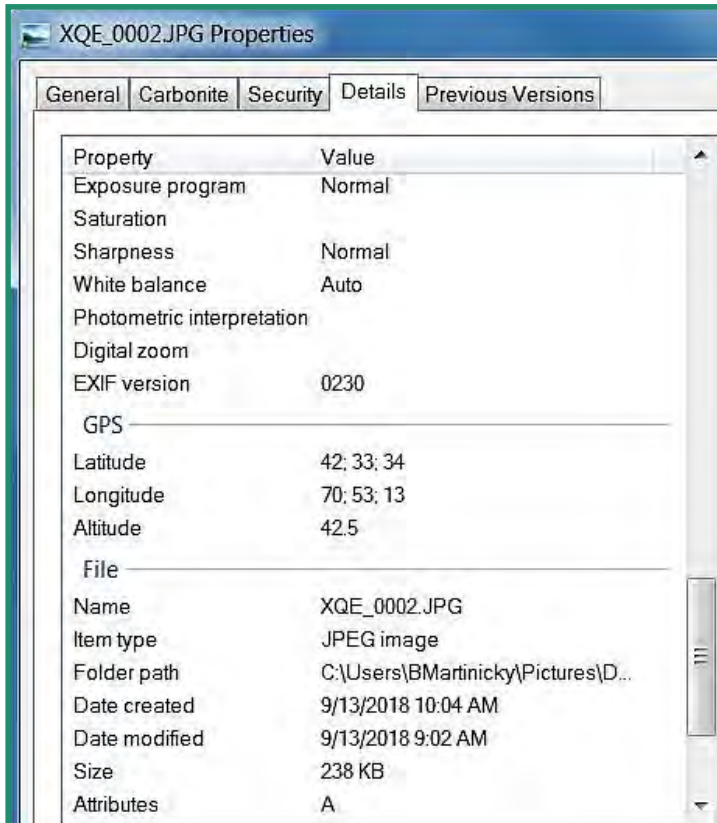 XQE_0002.JPG Properties
General Carbonite Security Details Previous Versions
Property Value
Exposure program Normal
Saturation
Sharpness Normal
White balance Auto
Photometric interpretation
Digital zoom
EXIF version 0230
GPS
Latitude 42; 33; 34
Longitude 70; 53; 13
Altitude 42.5
File
Name XQE_0002.JPG
Item type JPEG image
Folder path C:\Users\BMartinicky\Pictures\D...
Date created 9/13/2018 10:04 AM
Date modified 9/13/2018 9:02 AM
Size 238 KB
Attributes A